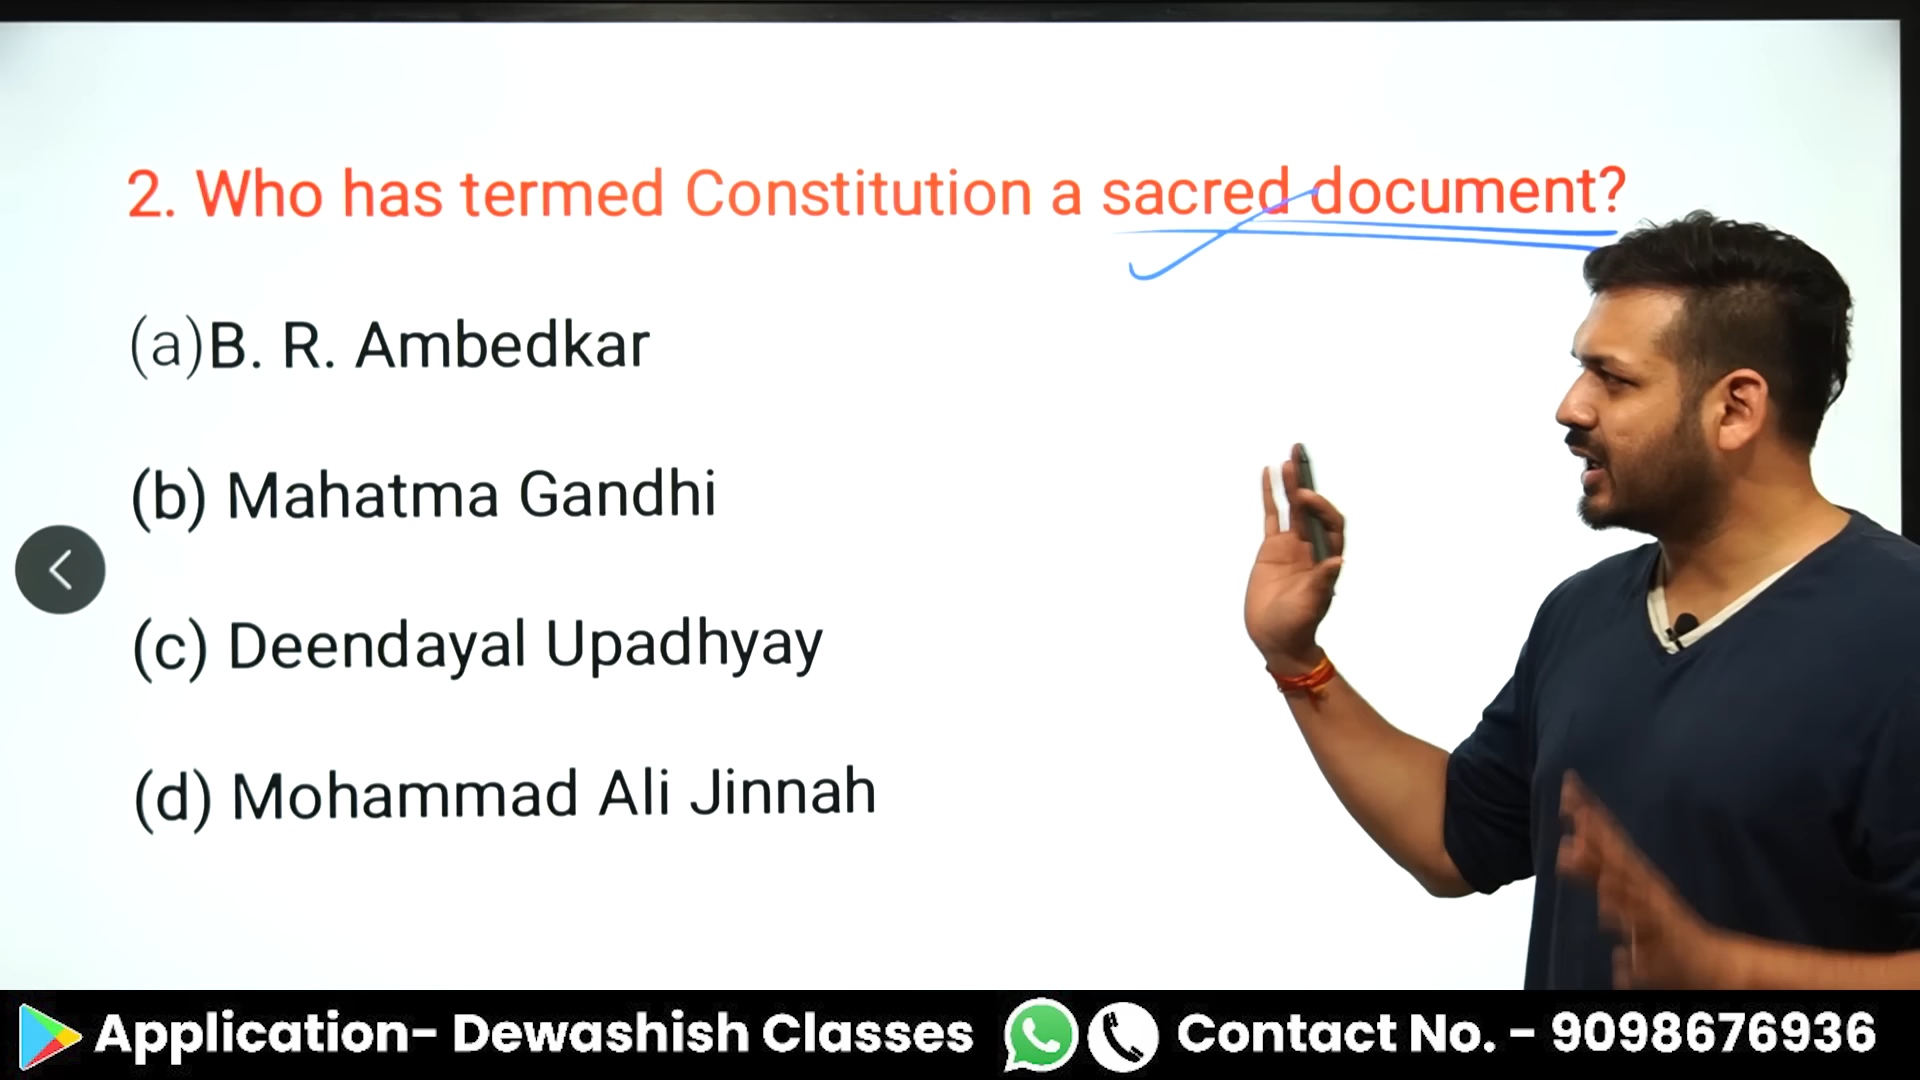 2. Who has termed Constitution a sacred document?
(a)B. R. Ambedkar
(b) Mahatma Gandhi
(c) Deendayal Upadhyay
(d) Mohammad Ali Jinnah
Application- Dewashish Classes Contact No. - 9098676936